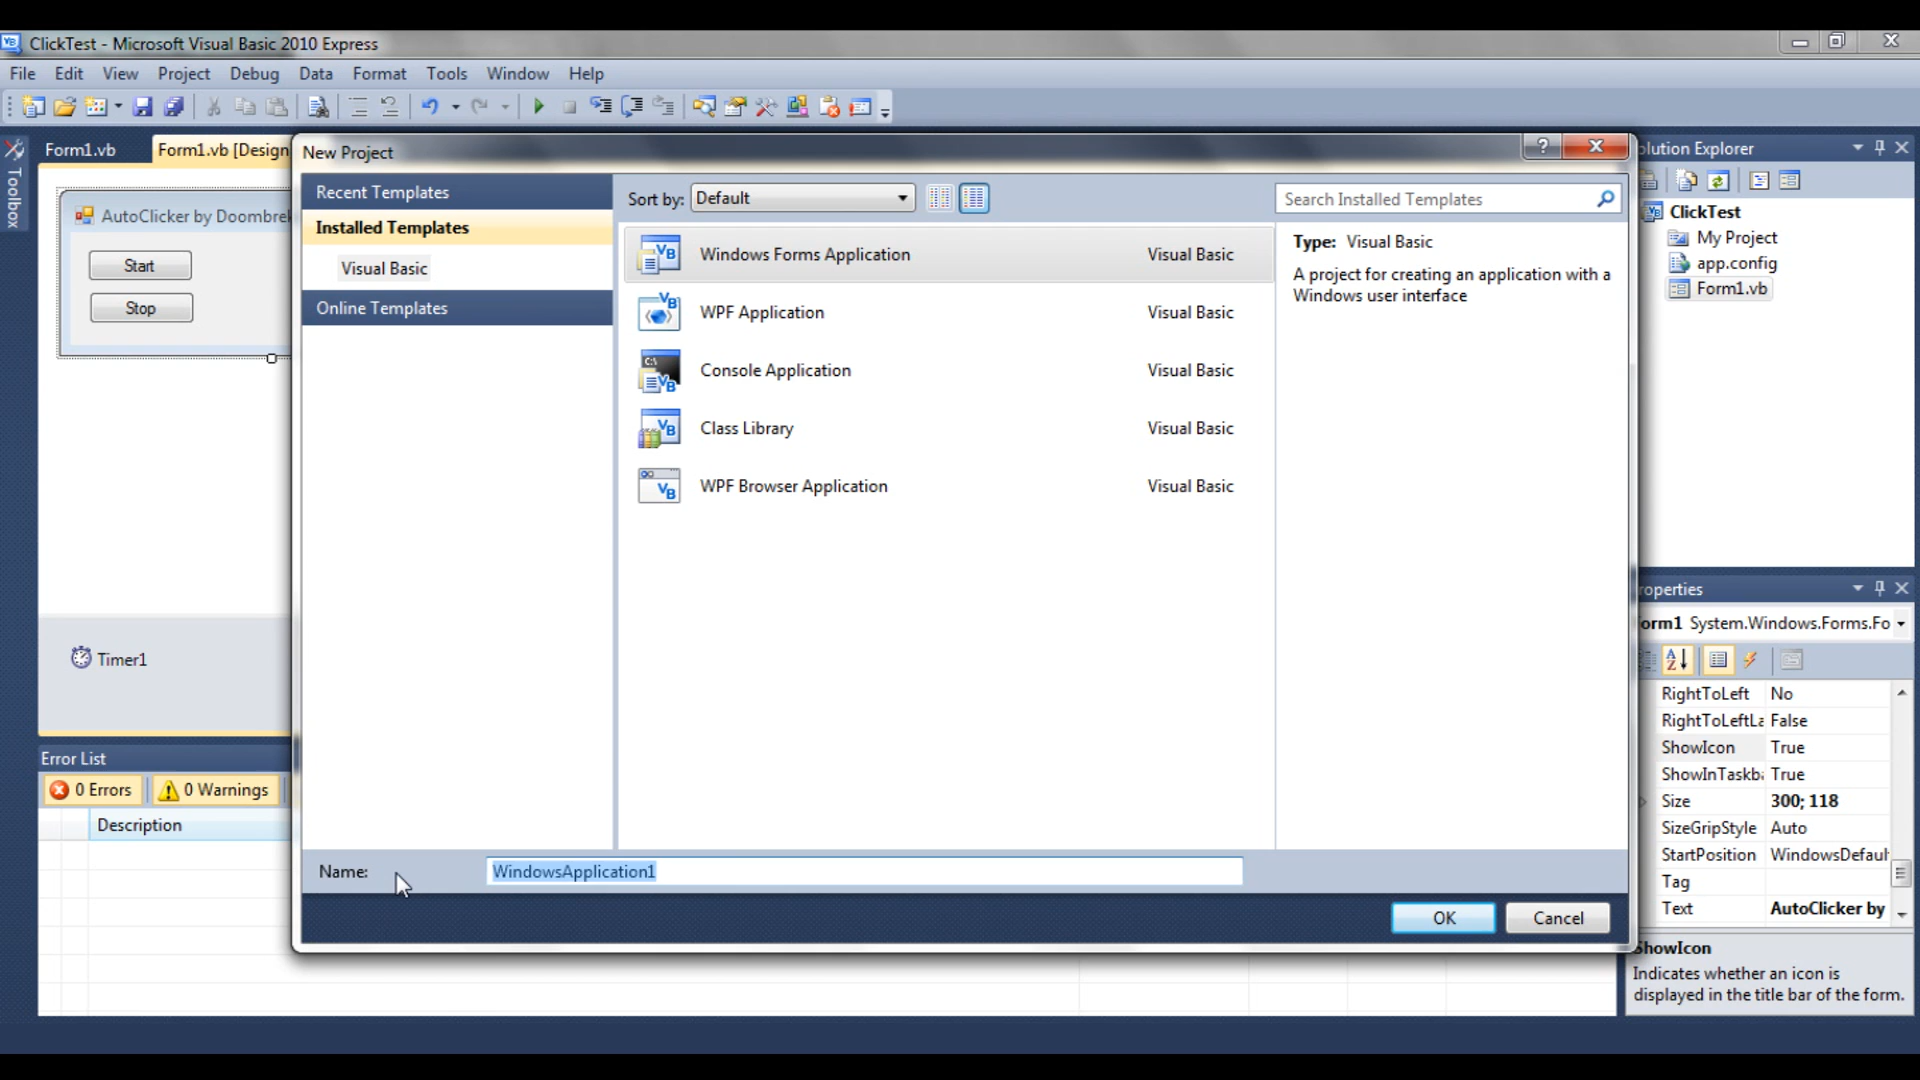 ClickTest - Microsoft Visual Basic 2010 Express
File Edit View Project Debug Data Format Tools Window Help
Toolbox
Form1.vb
Form1.vb [Design
AutoClicker by Doombrek
Start
Stop
Timer1
Error List
0 Errors
0 Warnings
Description
New Project
Recent Templates
Installed Templates
Visual Basic
Online Templates
Sort by: Default
Search Installed Templates
Windows Forms Application Visual Basic
WPF Application Visual Basic
Console Application Visual Basic
Class Library Visual Basic
WPF Browser Application Visual Basic
Type: Visual Basic
A project for creating an application with a
Windows user interface
Name: WindowsApplication1
OK
Cancel
olution Explorer
ClickTest
My Project
app.config
Form1.vb
roperties
orm1 System.Windows.Forms.Fo
RightToLeft No
RightToLeftLa False
ShowIcon True
ShowInTaskba True
Size 300; 118
SizeGripStyle Auto
StartPosition WindowsDefaul
Tag
Text AutoClicker by
ShowIcon
Indicates whether an icon is
displayed in the title bar of the form.